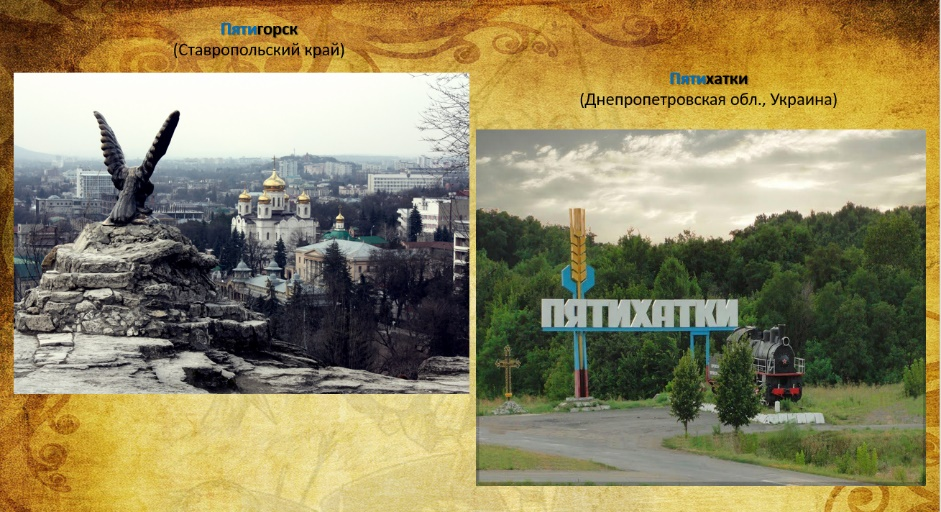 Пятигорск
(Ставропольский край)
Пятихатки
(Днепропетровская обл., Украина)
ПЯТИХАТКИ